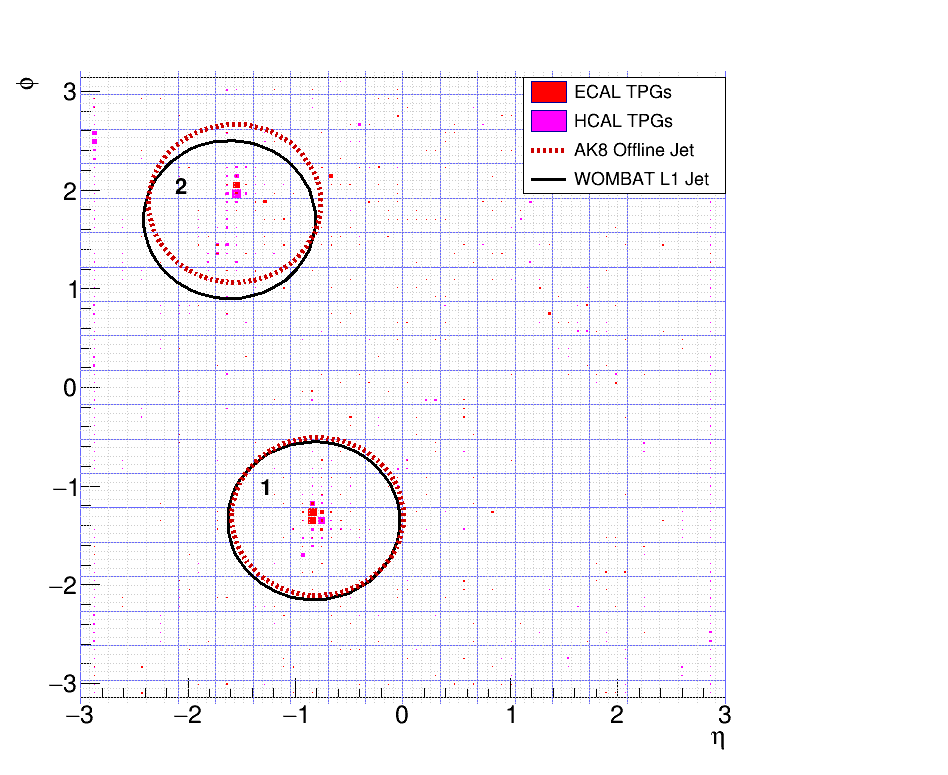 ϕ
3
2
1
0
−1
−2
−3
ECAL TPGs
HCAL TPGs
AK8 Offline Jet
WOMBAT L1 Jet
2
1
−3 −2 −1 0 1 2 3
η